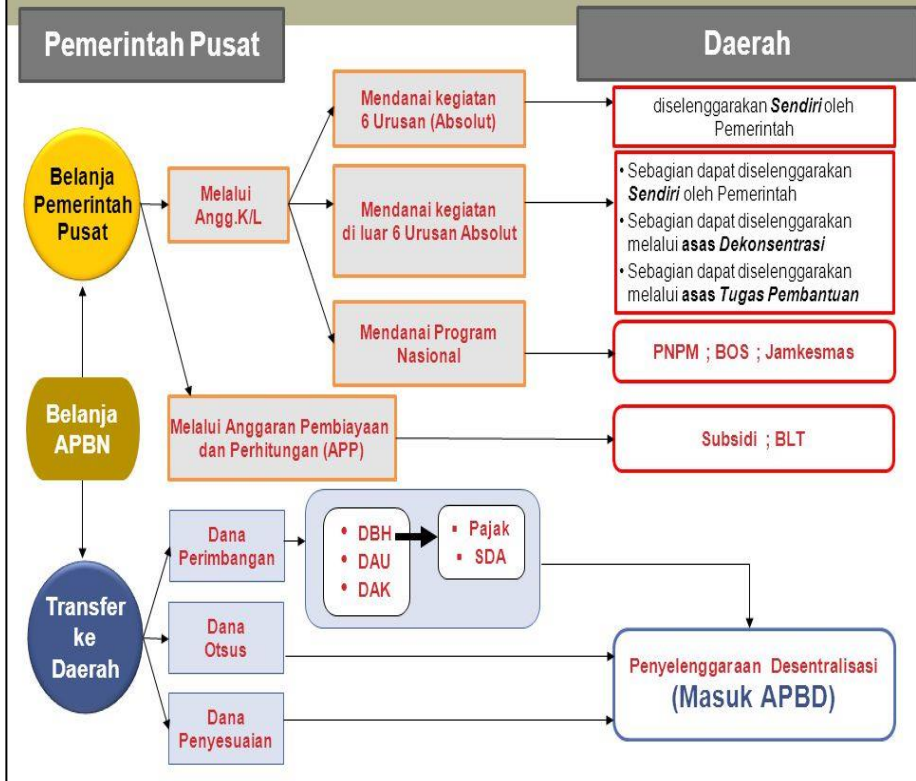 Pemerintah Pusat
Daerah
Belanja
Pemerintah
Pusat
Melalui
Angg.K/L
Mendanai kegiatan
6 Urusan (Absolut)
diselenggarakan Sendiri oleh
Pemerintah
Mendanai kegiatan
di luar 6 Urusan Absolut
• Sebagian dapat diselenggarakan
Sendiri oleh Pemerintah
• Sebagian dapat diselenggarakan
melalui asas Dekonsentrasi
• Sebagian dapat diselenggarakan
melalui asas Tugas Pembantuan
Mendanai Program
Nasional
PNPM ; BOS ; Jamkesmas
Belanja
APBN
Melalui Anggaran Pembiayaan
dan Perhitungan (APP)
Subsidi ; BLT
Transfer
ke
Daerah
Dana
Perimbangan
• DBH
• DAU
• DAK
▪ Pajak
▪ SDA
Dana
Otsus
Dana
Penyesuaian
Penyelenggaraan Desentralisasi
(Masuk APBD)